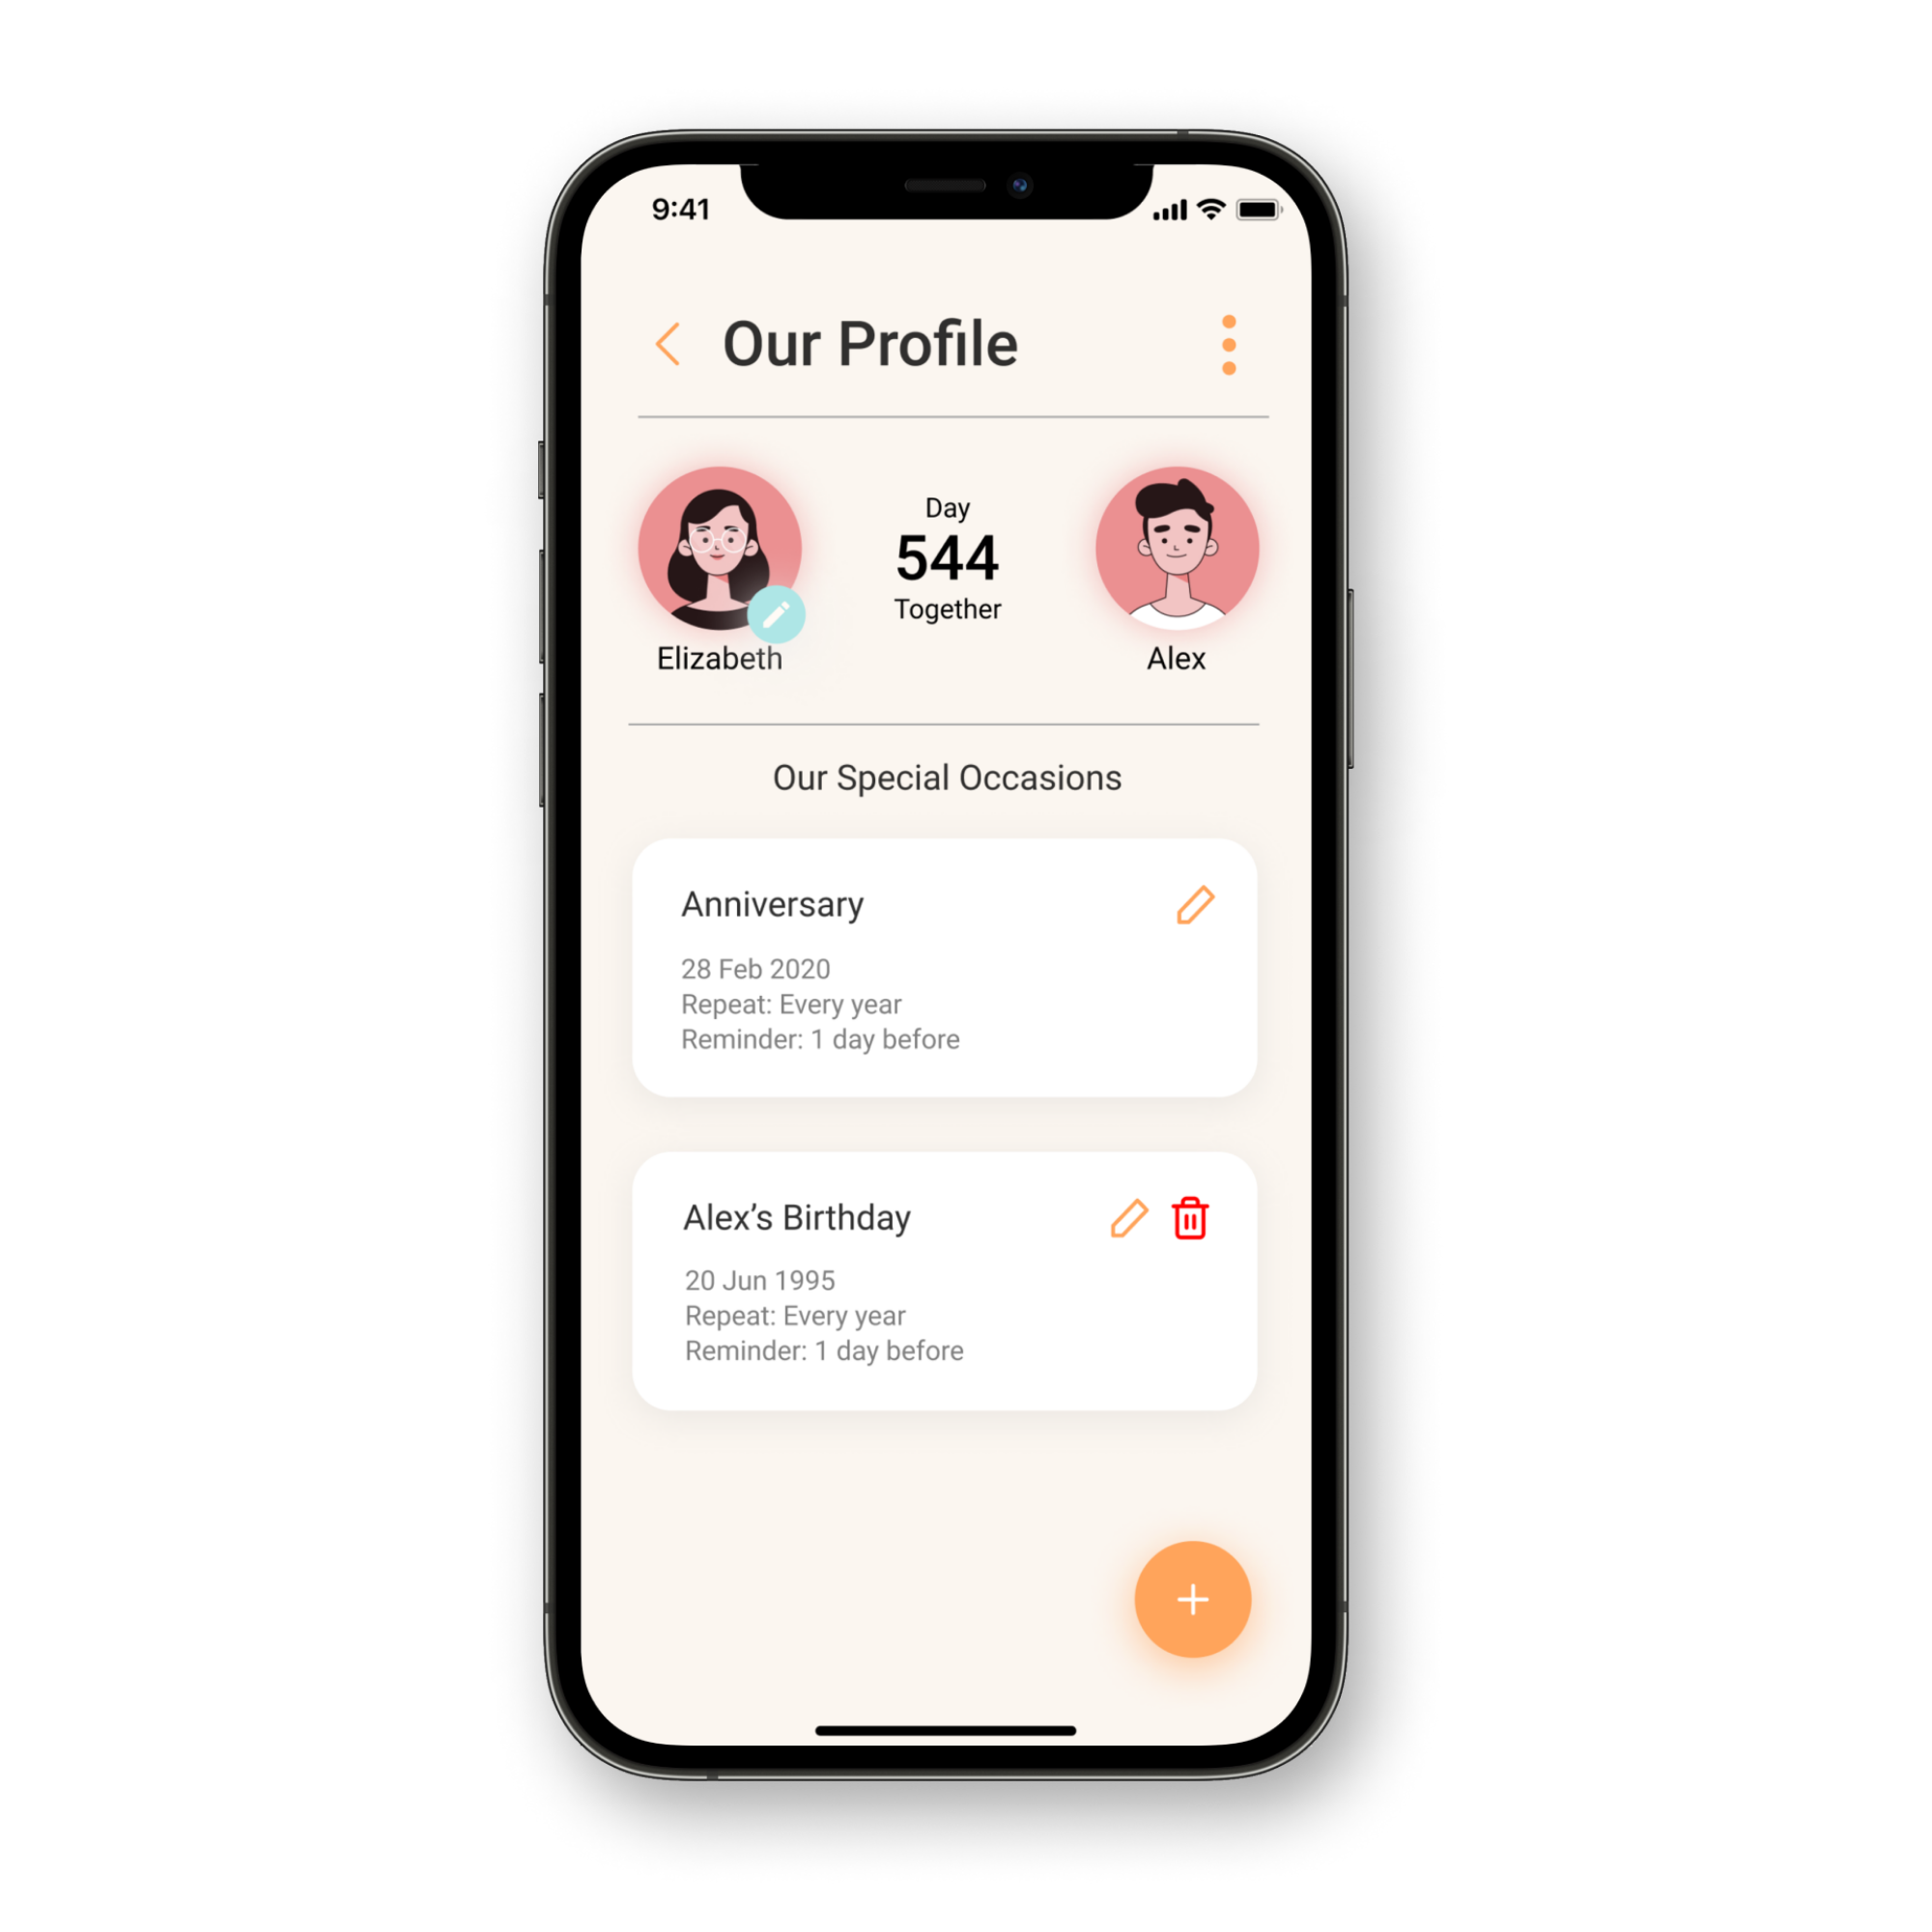 9:41
Our Profile
Day
544
Together
Elizabeth
Alex
Our Special Occasions
Anniversary
28 Feb 2020
Repeat: Every year
Reminder: 1 day before
Alex’s Birthday
20 Jun 1995
Repeat: Every year
Reminder: 1 day before
+